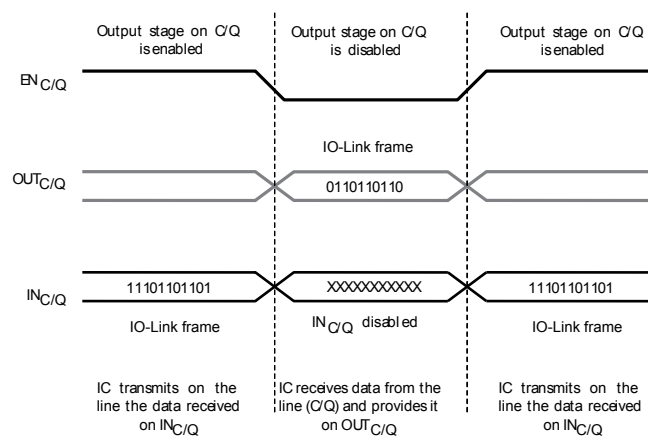 Output stage on C/Q
is enabled
Output stage on C/Q
is disabled
Output stage on C/Q
is enabled
EN C/Q
IO-Link frame
OUT C/Q
0110110110
IN C/Q
11101101101
XXXXXXXXXXX
11101101101
IO-Link frame
IN C/Q disabled
IO-Link frame
IC transmits on the
line the data received
on IN C/Q
IC receives data from the
line (C/Q) and provides it
on OUT C/Q
IC transmits on the
line the data received
on IN C/Q